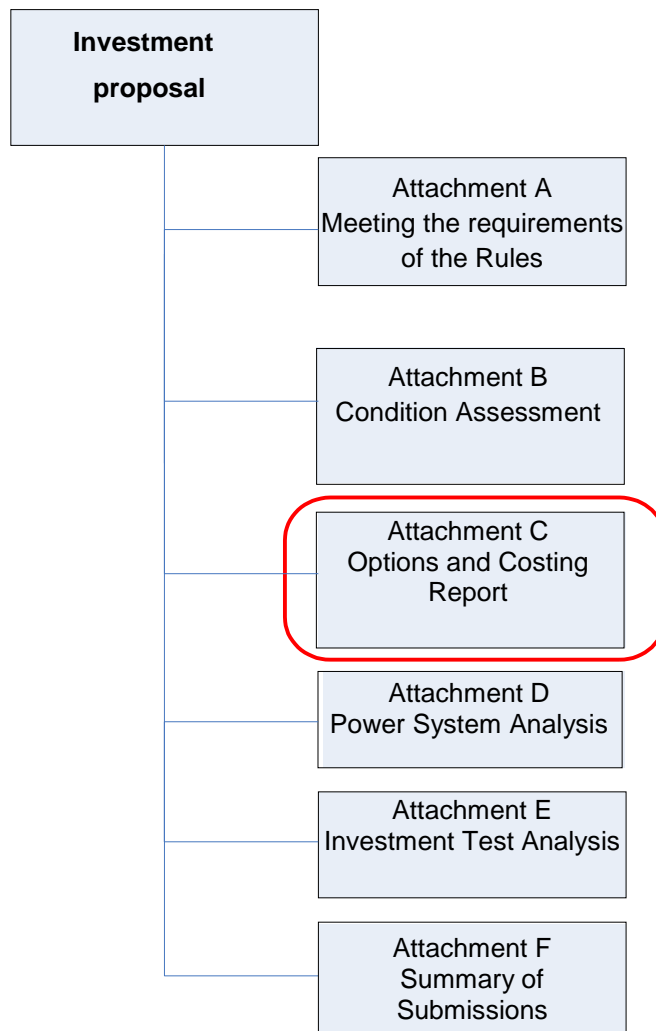 Investment
proposal
Attachment A
Meeting the requirements
of the Rules
Attachment B
Condition Assessment
Attachment C
Options and Costing
Report
Attachment D
Power System Analysis
Attachment E
Investment Test Analysis
Attachment F
Summary of
Submissions